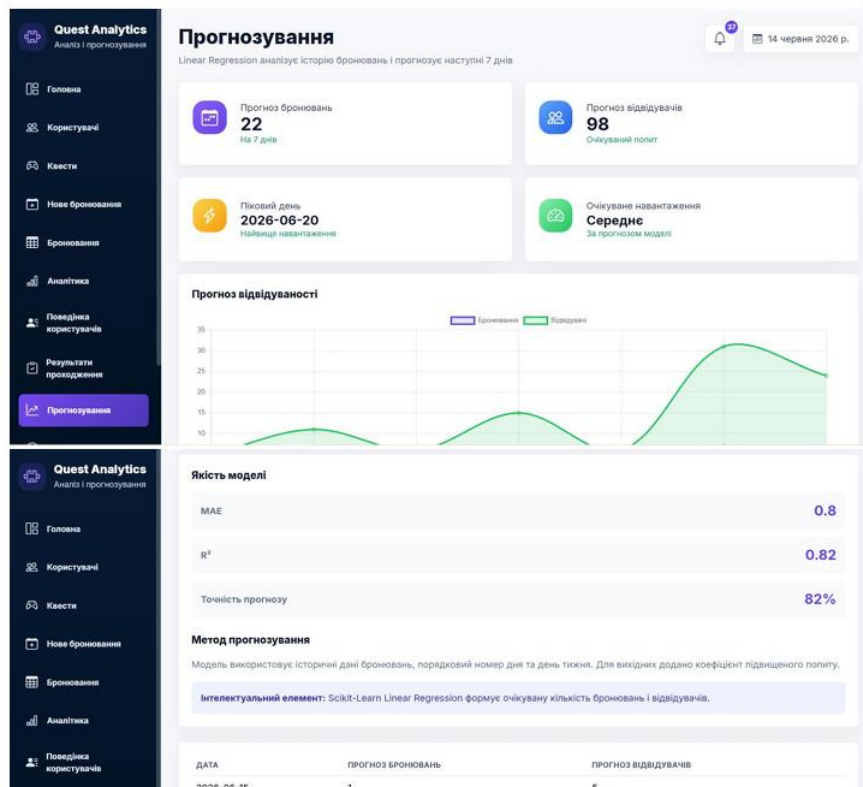 Quest Analytics
Аналіз і прогнозування
Головна
Користувачі
Квести
Нове бронювання
Бронювання
Аналітика
Поведінка
користувачів
Результати
проходження
Прогнозування
Прогнозування
Linear Regression аналізує історію бронювань і прогнозує наступні 7 днів
37
14 червня 2026 р.
Прогноз бронювань
22
На 7 днів
Прогноз відвідувачів
98
Очікуваний попит
Піковий день
2026-06-20
Найвище навантаження
Очікуване навантаження
Середнє
За прогнозом моделі
Прогноз відвідуваності
Бронювання Відвідувачі
35
30
25
20
15
10
Quest Analytics
Аналіз і прогнозування
Головна
Користувачі
Квести
Нове бронювання
Бронювання
Аналітика
Поведінка
користувачів
Якість моделі
MAE 0.8
R² 0.82
Точність прогнозу 82%
Метод прогнозування
Модель використовує історичні дані бронювань, порядковий номер дня та день тижня. Для вихідних додано коефіцієнт підвищеного попиту.
Інтелектуальний елемент: Scikit-Learn Linear Regression формує очікувану кількість бронювань і відвідувачів.
ДАТА ПРОГНОЗ БРОНЮВАНЬ ПРОГНОЗ ВІДВІДУВАЧІВ